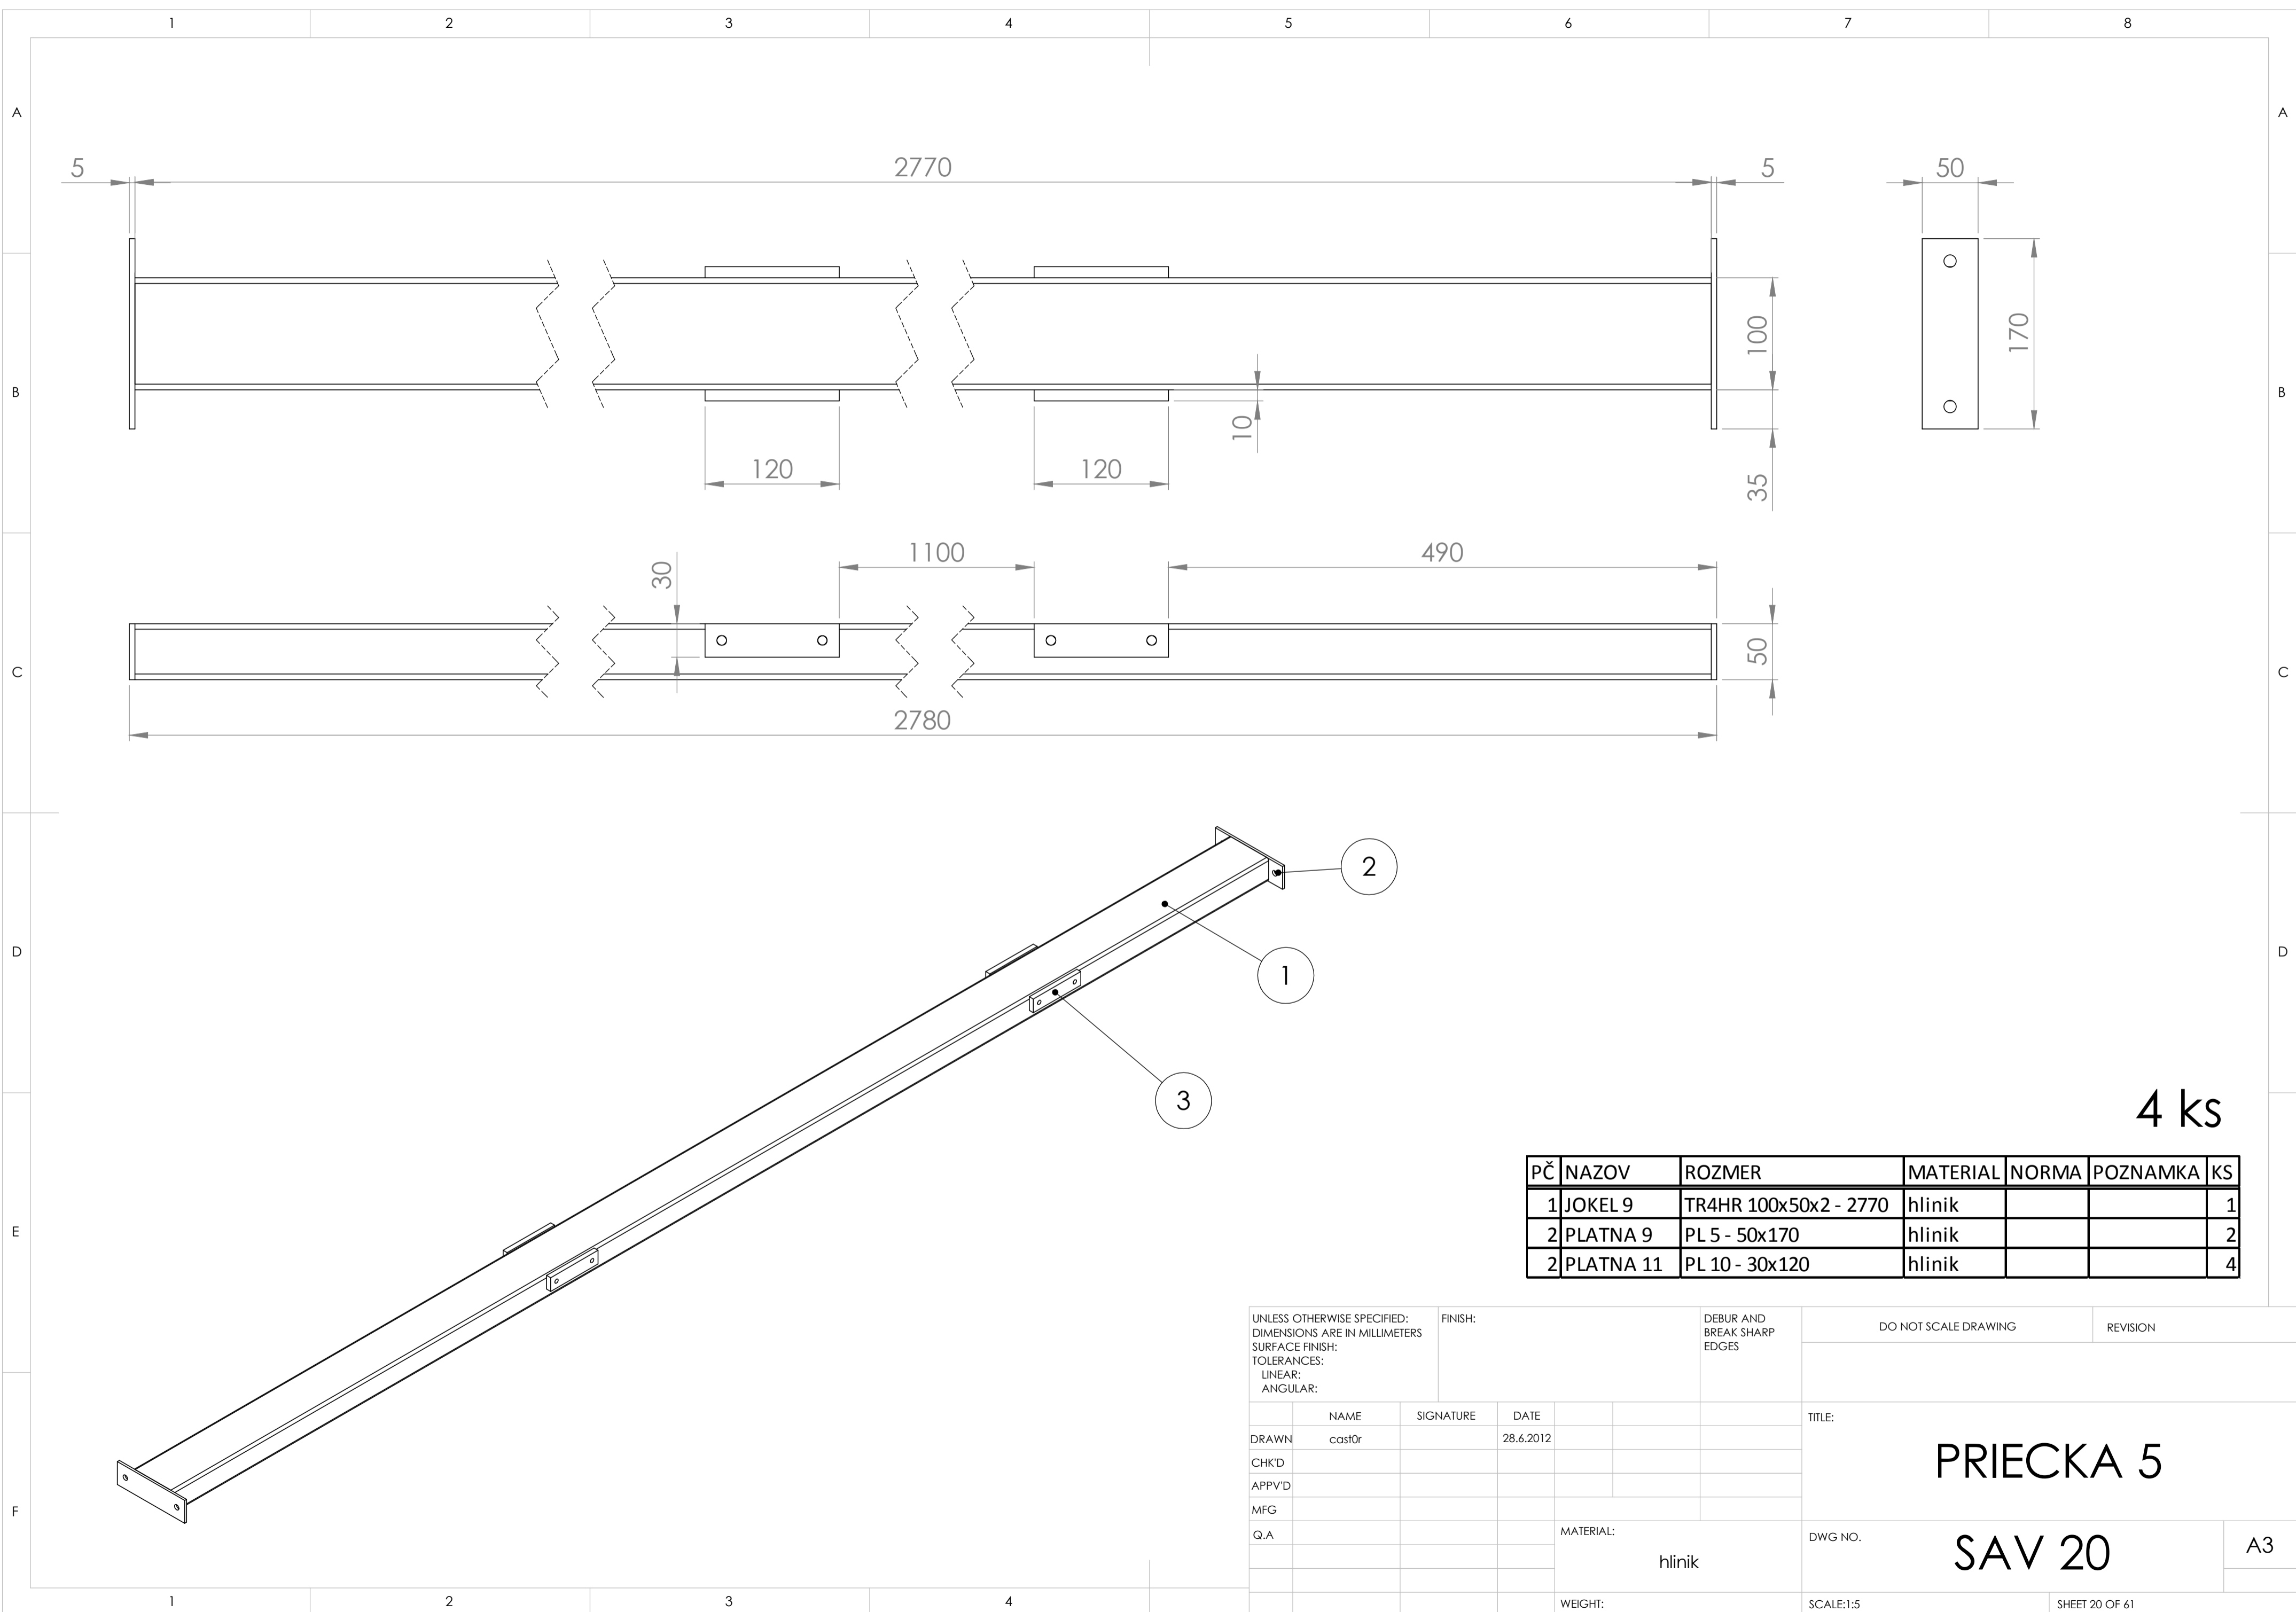 1 2 3 4 5 6 7 8
A A
5 2770 5 50
100 170
B B
10
120 120
35
1100 490
30
50
C C
2780
2
D D
1
3
4 ks
PČ NAZOV ROZMER MATERIAL NORMA POZNAMKA KS
1 JOKEL 9 TR4HR 100x50x2 - 2770 hlinik 1
E
2 PLATNA 9 PL 5 - 50x170 hlinik 2
2 PLATNA 11 PL 10 - 30x120 hlinik 4
UNLESS OTHERWISE SPECIFIED:
DIMENSIONS ARE IN MILLIMETERS
SURFACE FINISH:
TOLERANCES:
LINEAR:
ANGULAR:
FINISH:
DEBUR AND
BREAK SHARP
EDGES
DO NOT SCALE DRAWING
REVISION
NAME SIGNATURE DATE
DRAWN cast0r 28.6.2012
CHK'D
APPV'D
MFG
Q.A
TITLE:
PRIECKA 5
F
MATERIAL:
hlinik
DWG NO.
SAV 20
A3
WEIGHT:
SCALE:1:5
SHEET 20 OF 61
1 2 3 4